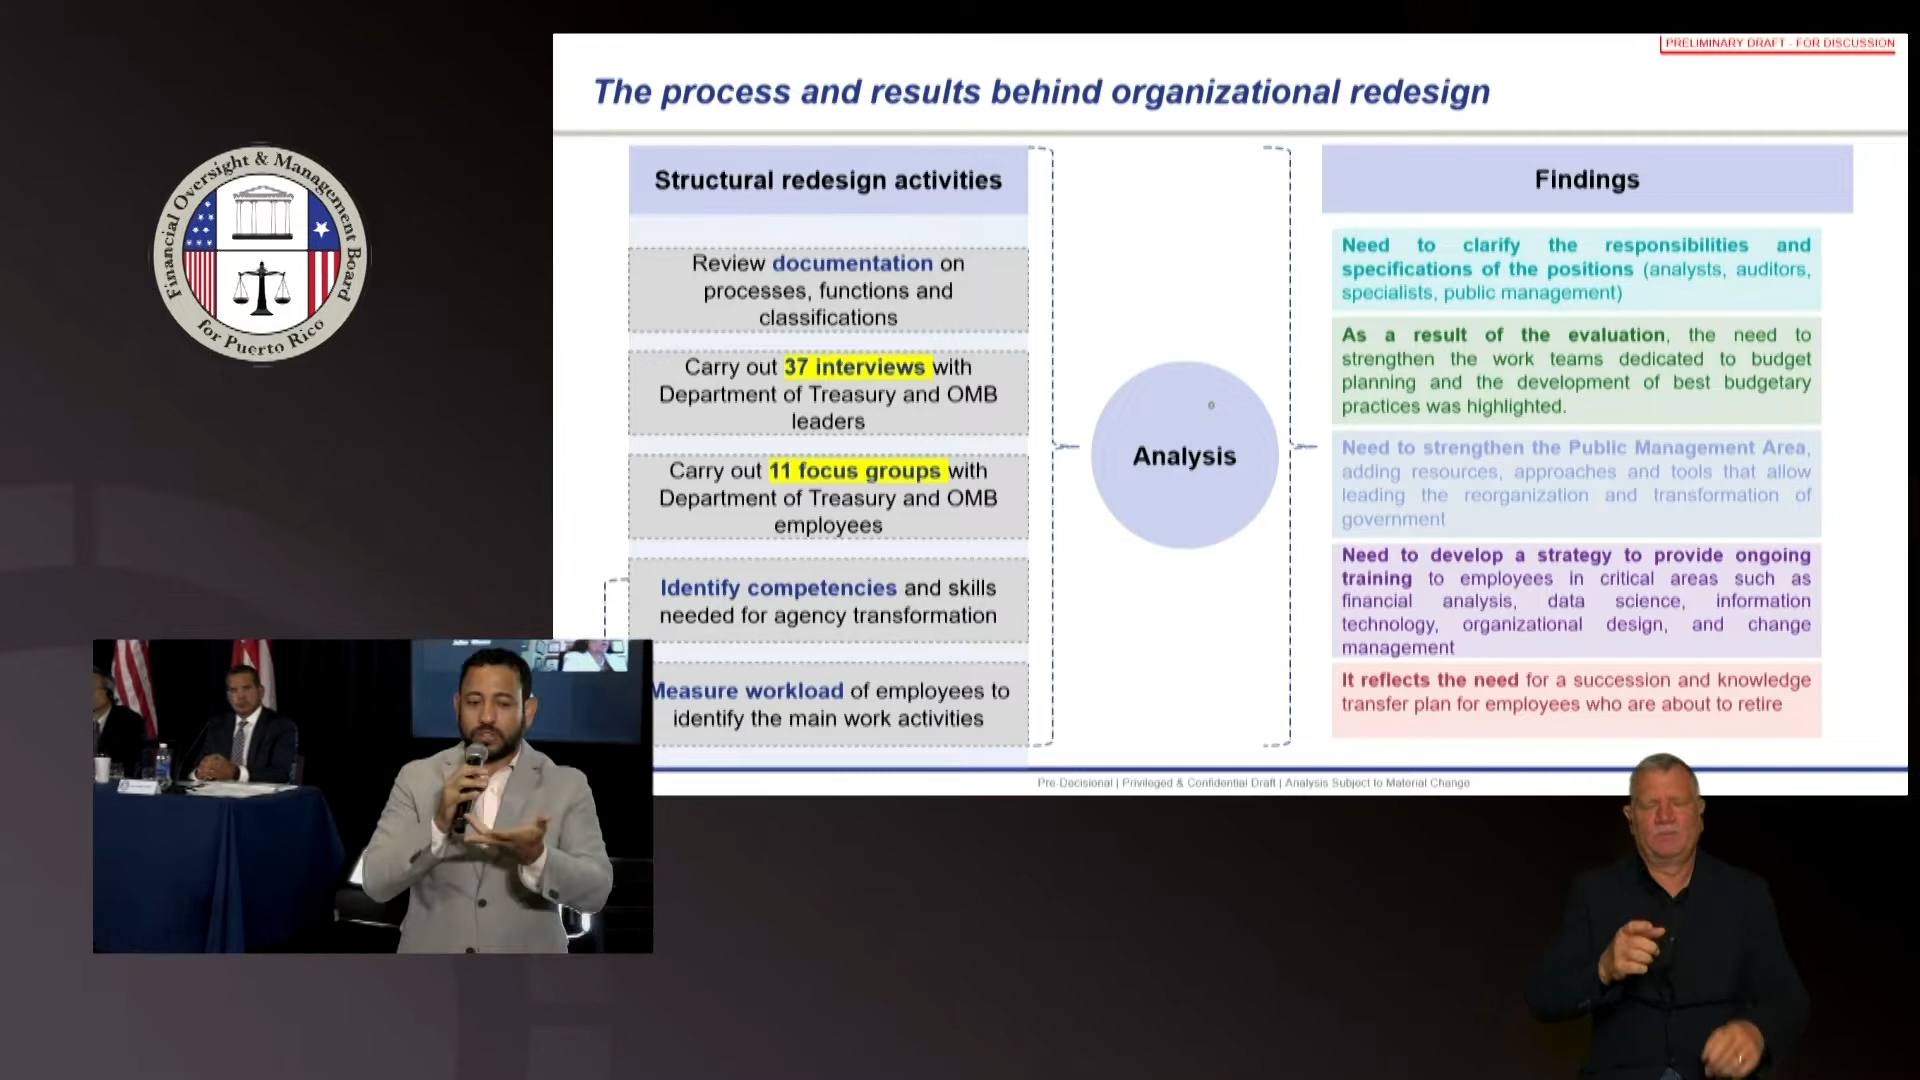 PRELIMINARY DRAFT - FOR DISCUSSION
The process and results behind organizational redesign
Financial Oversight & Management Board
for Puerto Rico
Structural redesign activities
Review documentation on
processes, functions and
classifications
Carry out 37 interviews with
Department of Treasury and OMB
leaders
Carry out 11 focus groups with
Department of Treasury and OMB
employees
Identify competencies and skills
needed for agency transformation
Measure workload of employees to
identify the main work activities
Analysis
Findings
Need to clarify the responsibilities and
specifications of the positions (analysts, auditors,
specialists, public management)
As a result of the evaluation, the need to
strengthen the work teams dedicated to budget
planning and the development of best budgetary
practices was highlighted.
Need to strengthen the Public Management Area,
adding resources, approaches and tools that allow
leading the reorganization and transformation of
government
Need to develop a strategy to provide ongoing
training to employees in critical areas such as
financial analysis, data science, information
technology, organizational design, and change
management
It reflects the need for a succession and knowledge
transfer plan for employees who are about to retire
Pre-Decisional | Privileged & Confidential Draft | Analysis Subject to Material Change